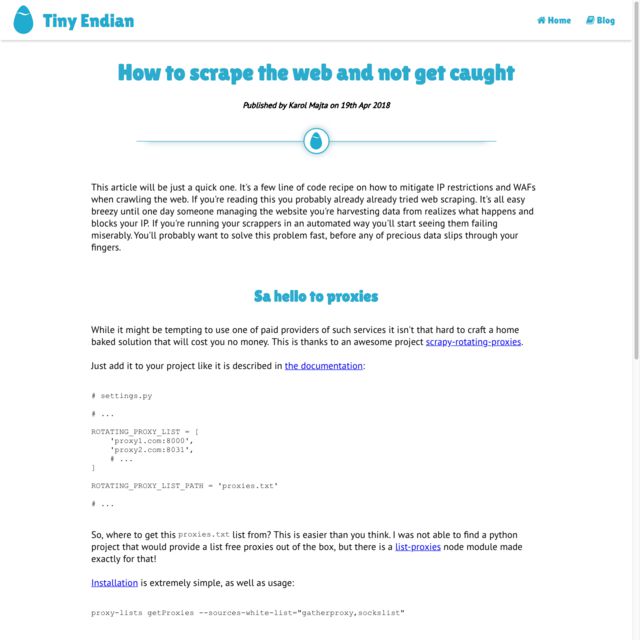 Tiny Endian
Home
Blog
How to scrape the web and not get caught
Published by Karol Majta on 19th Apr 2018
This article will be just a quick one. It's a few line of code recipe on how to mitigate IP restrictions and WAFs
when crawling the web. If you're reading this you probably already already tried web scraping. It's all easy
breezy until one day someone managing the website you're harvesting data from realizes what happens and
blocks your IP. If you're running your scrappers in an automated way you'll start seeing them failing
miserably. You'll probably want to solve this problem fast, before any of precious data slips through your
fingers.
Sa hello to proxies
While it might be tempting to use one of paid providers of such services it isn't that hard to craft a home
baked solution that will cost you no money. This is thanks to an awesome project scrapy-rotating-proxies.
Just add it to your project like it is described in the documentation:
# settings.py
# ...
ROTATING_PROXY_LIST = [
    'proxy1.com:8000',
    'proxy2.com:8031',
    # ...
]
ROTATING_PROXY_LIST_PATH = 'proxies.txt'
# ...
So, where to get this proxies.txt list from? This is easier than you think. I was not able to find a python
project that would provide a list free proxies out of the box, but there is a list-proxies node module made
exactly for that!
Installation is extremely simple, as well as usage:
proxy-lists getProxies --sources-white-list="gatherproxy,sockslist"